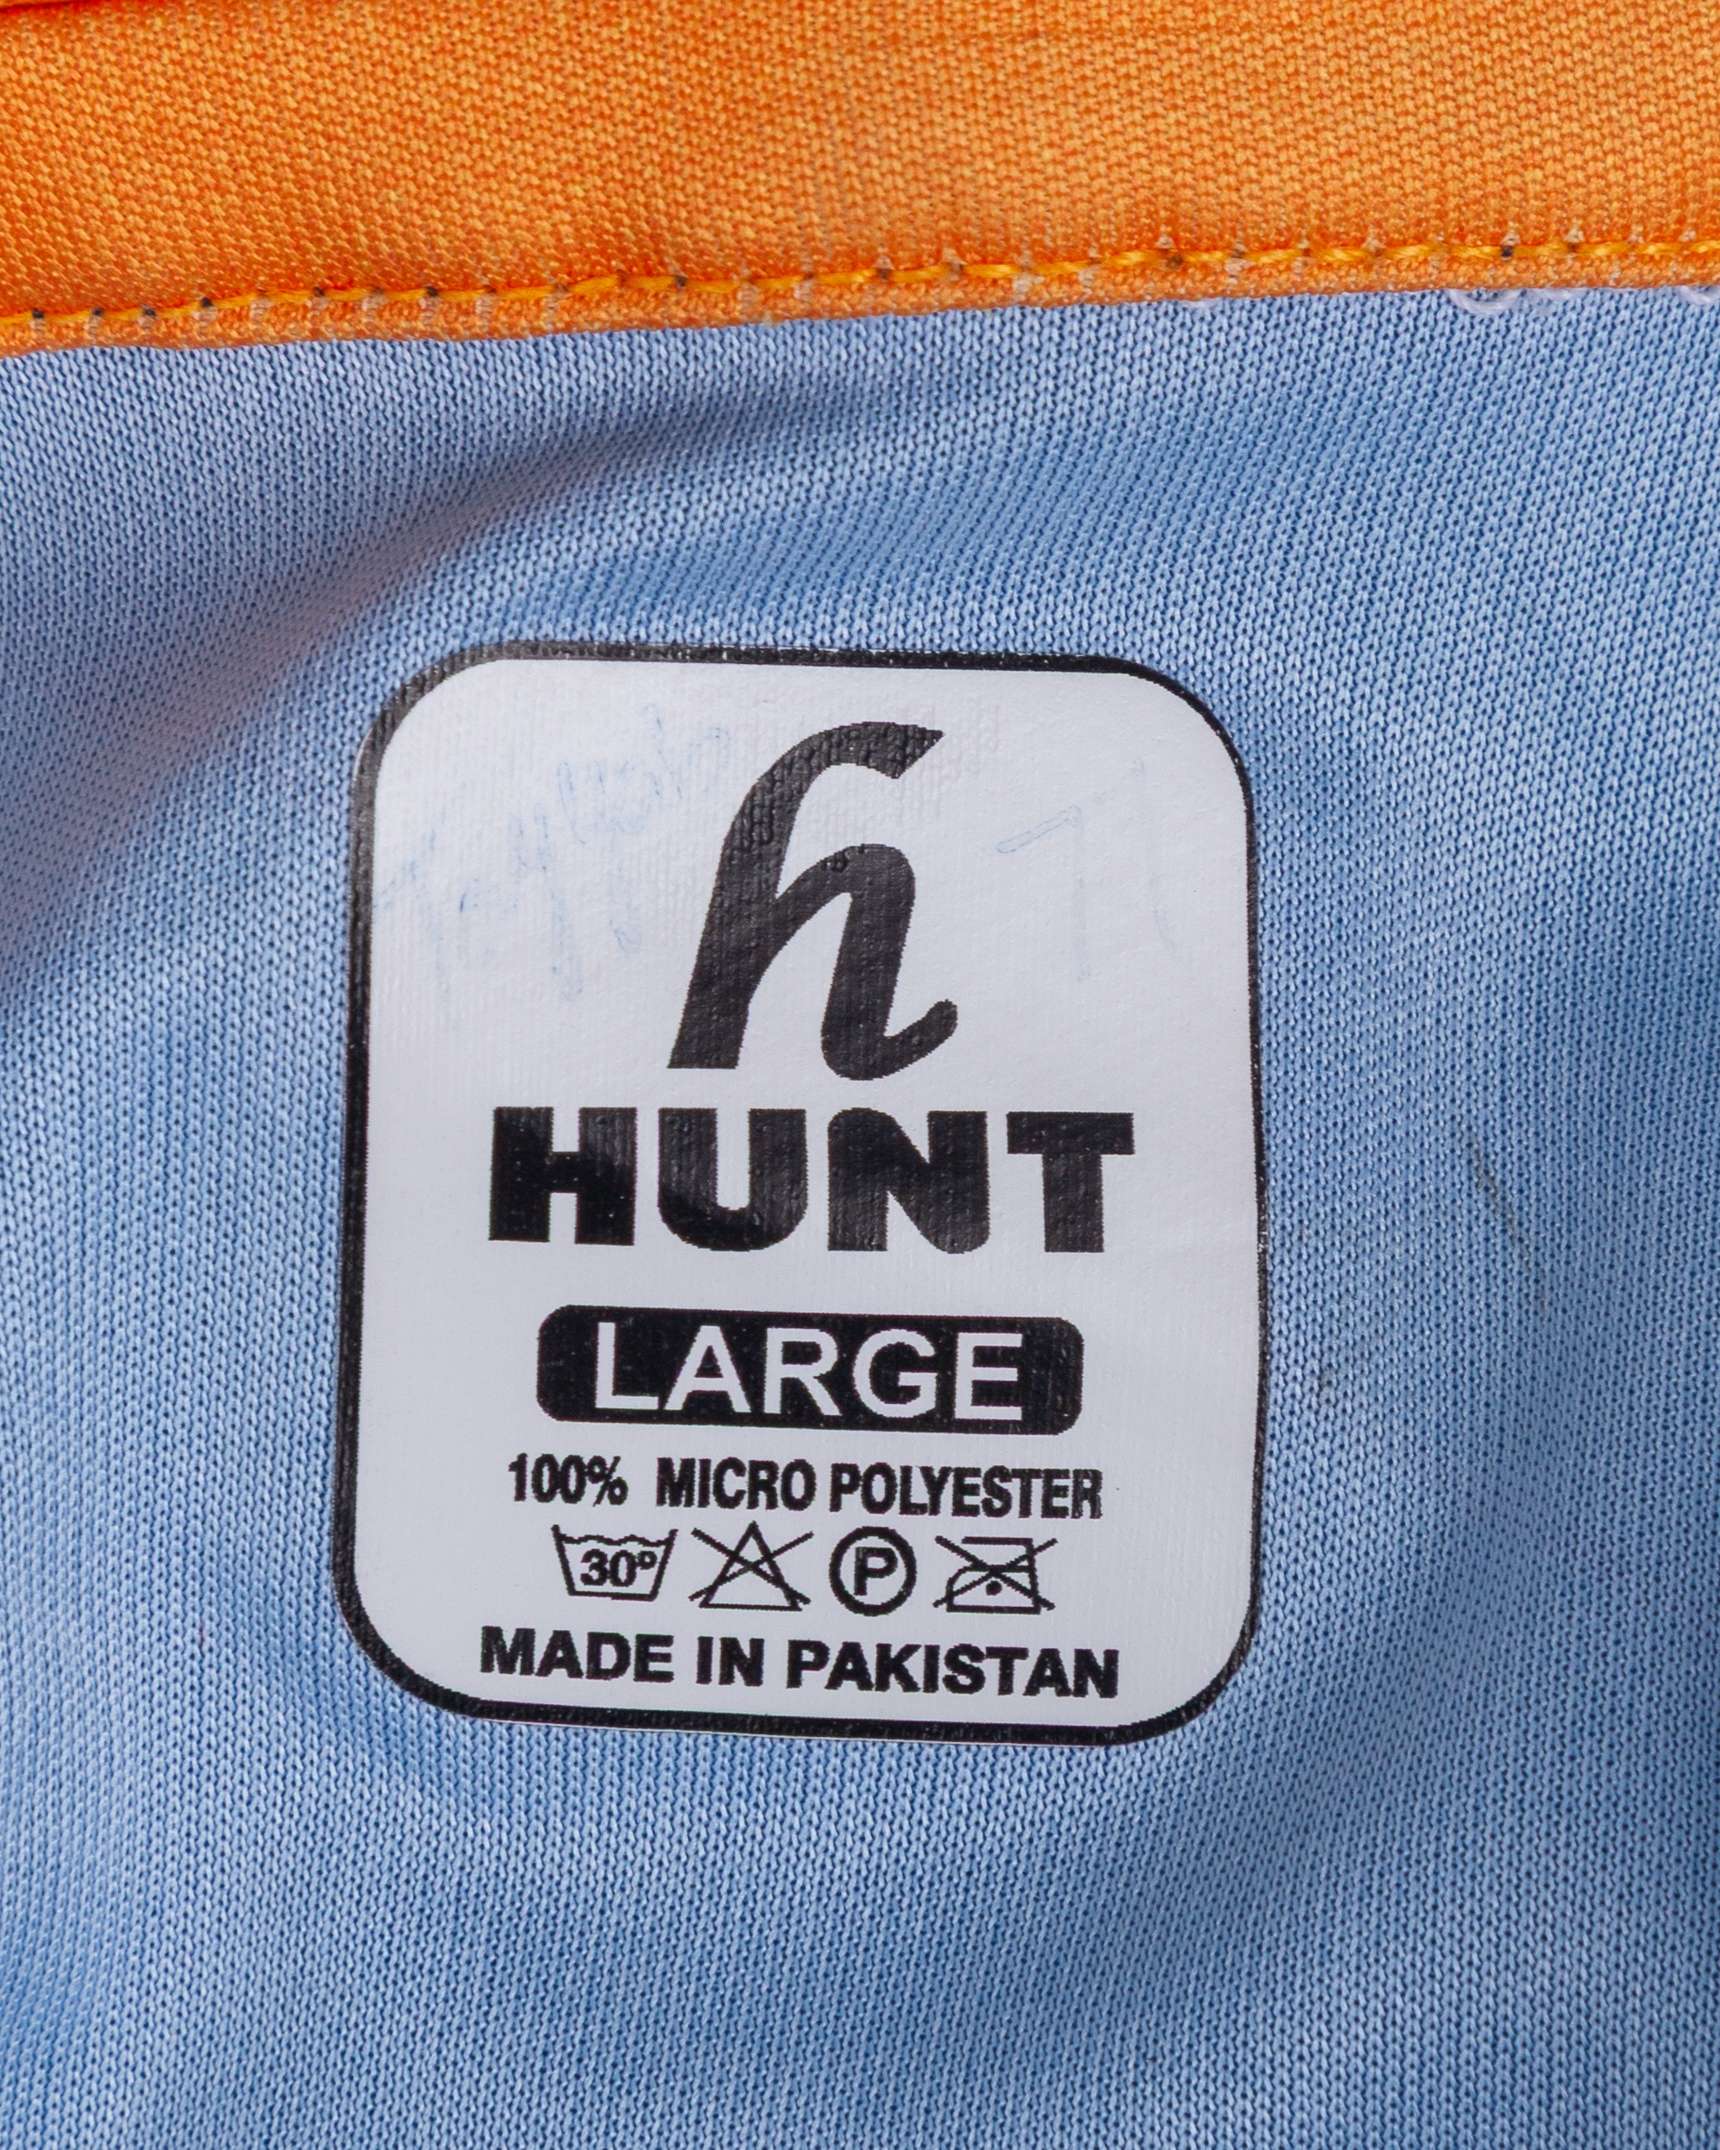 h
HUNT
LARGE
100% MICRO POLYESTER
30° P
MADE IN PAKISTAN